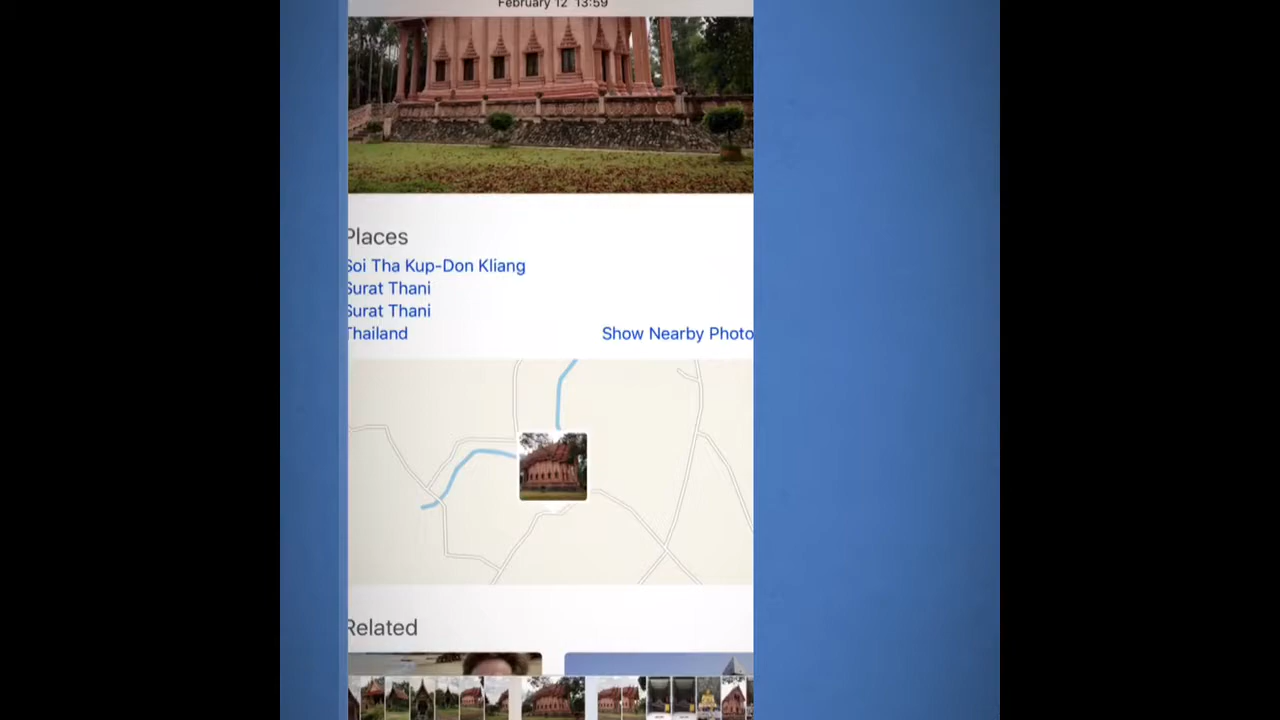 February 12 13:59
Places
Soi Tha Kup-Don Kliang
Surat Thani
Surat Thani
Thailand
Show Nearby Photo
Related